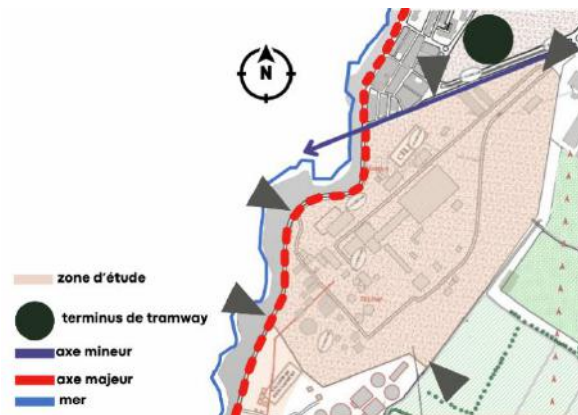 N
zone d'étude
terminus de tramway
axe mineur
axe majeur
mer